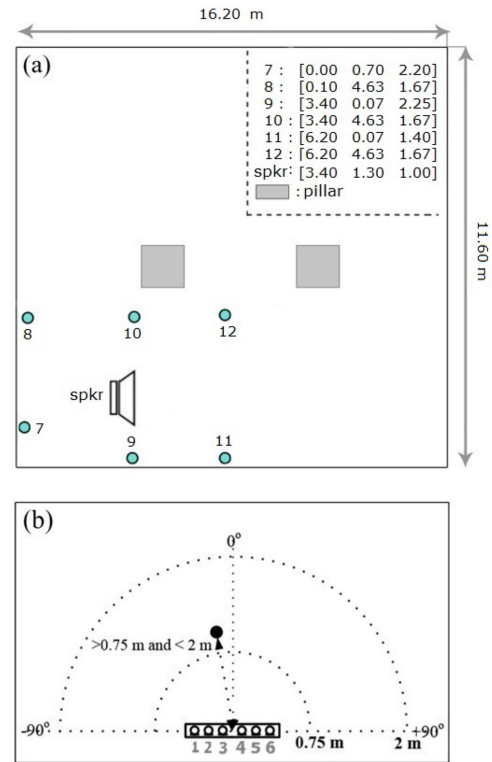 16.20 m
(a)
7 : [0.00 0.70 2.20]
8 : [0.10 4.63 1.67]
9 : [3.40 0.07 2.25]
10 : [3.40 4.63 1.67]
11 : [6.20 0.07 1.40]
12 : [6.20 4.63 1.67]
spkr: [3.40 1.30 1.00]
: pillar
11.60 m
8
10
12
spkr
7
9
11
(b)
0°
>0.75 m and < 2 m
-90°
+90°
1 2 3 4 5 6
0.75 m
2 m